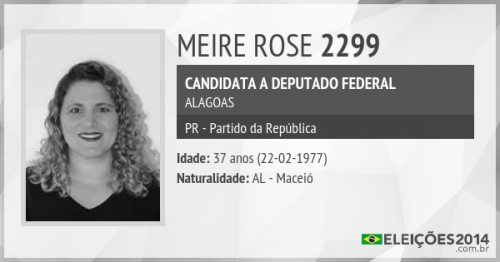 MEIRE ROSE 2299
CANDIDATA A DEPUTADO FEDERAL
ALAGOAS
PR - Partido da República
Idade: 37 anos (22-02-1977)
Naturalidade: AL - Maceió
ELEIÇÕES2014
.com.br